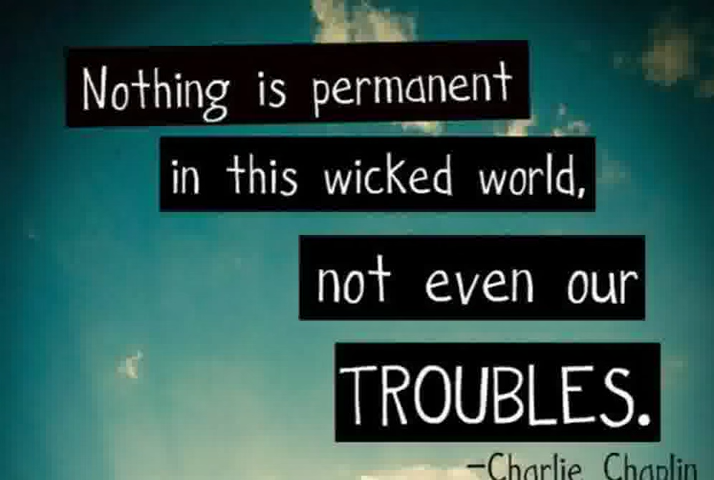 Nothing is permanent
in this wicked world,
not even our
TROUBLES.
-Charlie Chaplin